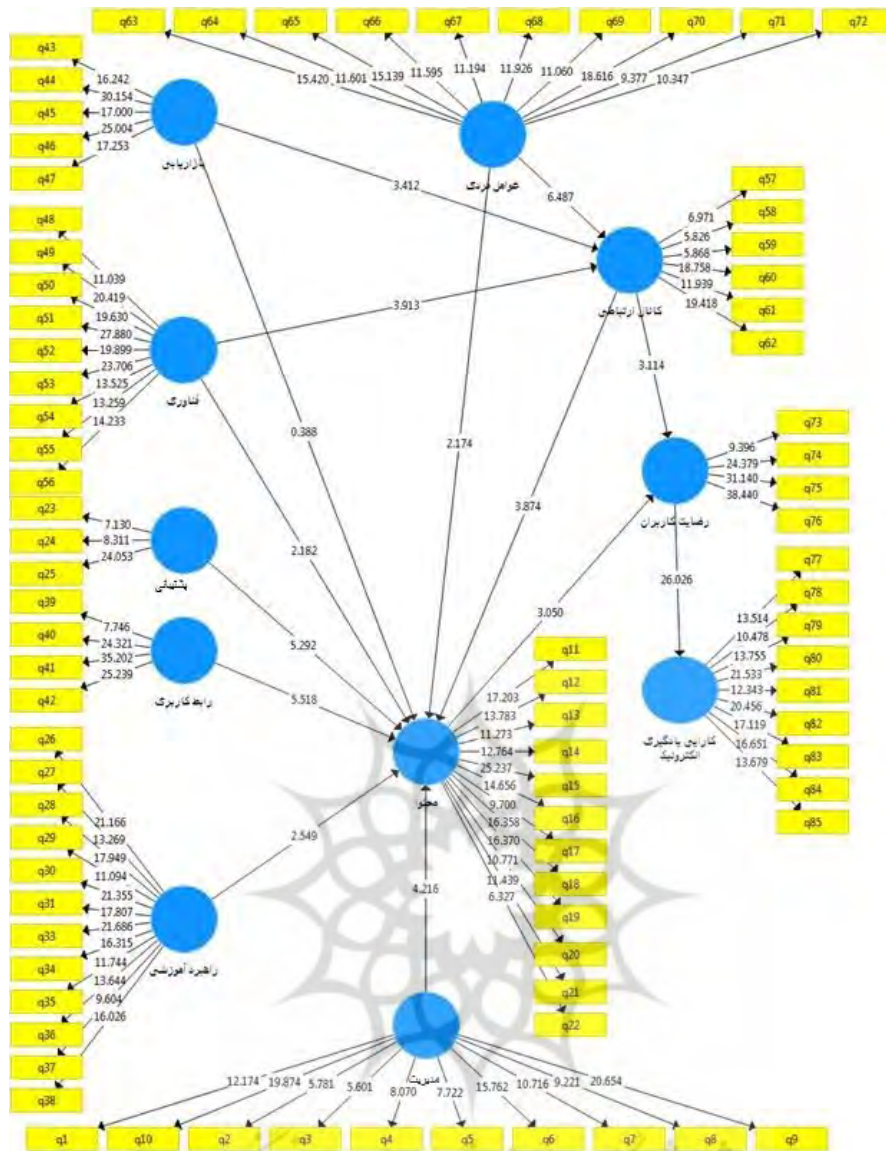 q63 q64 q65 q66 q67 q68 q69 q70 q71 q72
15.420 11.601 15.139 11.595 11.194 11.926 11.060 18.616 9.377 10.347
عوامل فردی
q43
q44
q45
q46
q47
16.242
30.154
17.000
25.004
17.253
بازاریابی
3.412
6.487
q57
q58
q59
q60
q61
q62
6.971
5.826
5.868
18.758
11.939
19.418
کانال ارتباطی
q48
q49
q50
q51
q52
q53
q54
q55
q56
11.039
20.419
19.630
27.880
19.899
23.706
13.525
13.259
14.233
فناوری
3.913
3.114
0.388
2.174
2.182
3.874
q73
q74
q75
q76
9.396
24.379
31.140
38.440
رضایت کاربران
q23
q24
q25
7.130
8.311
24.053
پشتیبانی
5.292
3.050
26.026
q39
q40
q41
q42
7.746
24.321
35.202
25.239
رابط کاربری
5.518
q77
q78
q79
q80
q81
q82
q83
q84
q85
13.514
10.478
13.755
21.533
12.343
20.456
17.119
16.651
13.679
کارایی یادگیری
الکترونیک
q11
q12
q13
q14
q15
q16
q17
q18
q19
q20
q21
q22
17.203
13.783
11.273
12.764
25.237
14.656
9.700
16.358
16.370
10.771
11.439
6.327
محتوا
q26
q27
q28
q29
q30
q31
q33
q34
q35
q36
q37
q38
21.166
13.269
17.949
11.094
21.355
17.807
21.686
16.315
11.744
13.644
9.604
16.026
راهبرد آموزشی
2.549
4.216
مدیریت
12.174 19.874 5.781 5.601 8.070 7.722 15.762 10.716 9.221 20.654
q1 q10 q2 q3 q4 q5 q6 q7 q8 q9